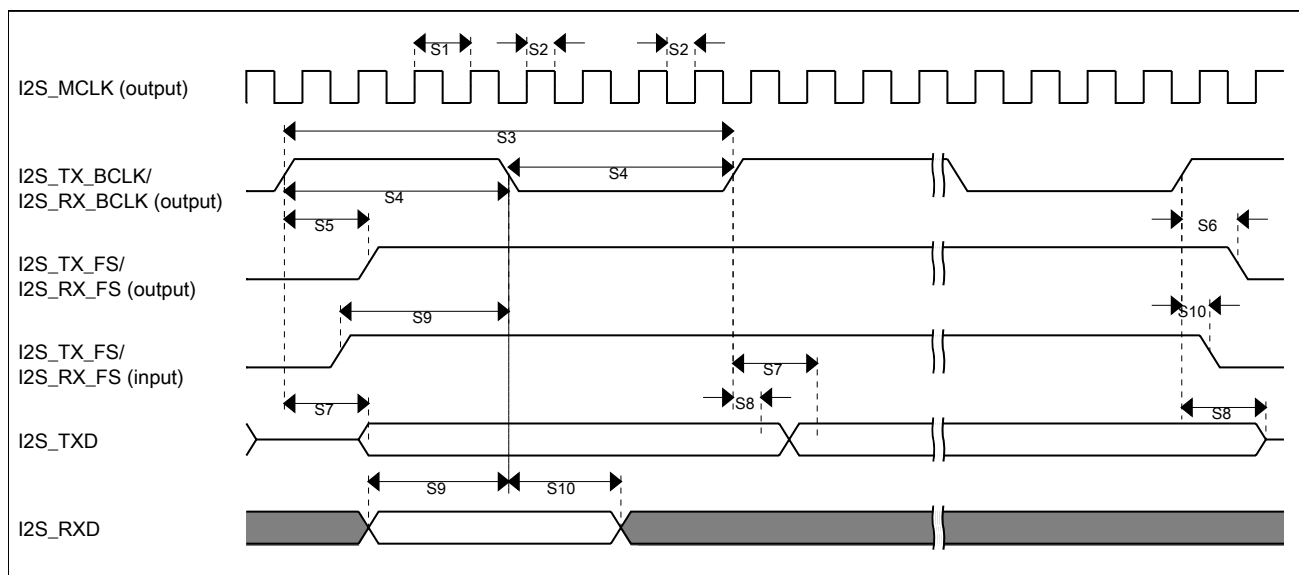 S1
S2
S2
I2S_MCLK (output)
S3
I2S_TX_BCLK/
I2S_RX_BCLK (output)
S4
S4
S5
S6
I2S_TX_FS/
I2S_RX_FS (output)
S9
S10
I2S_TX_FS/
I2S_RX_FS (input)
S7
S7
S8
S8
I2S_TXD
S9
S10
I2S_RXD